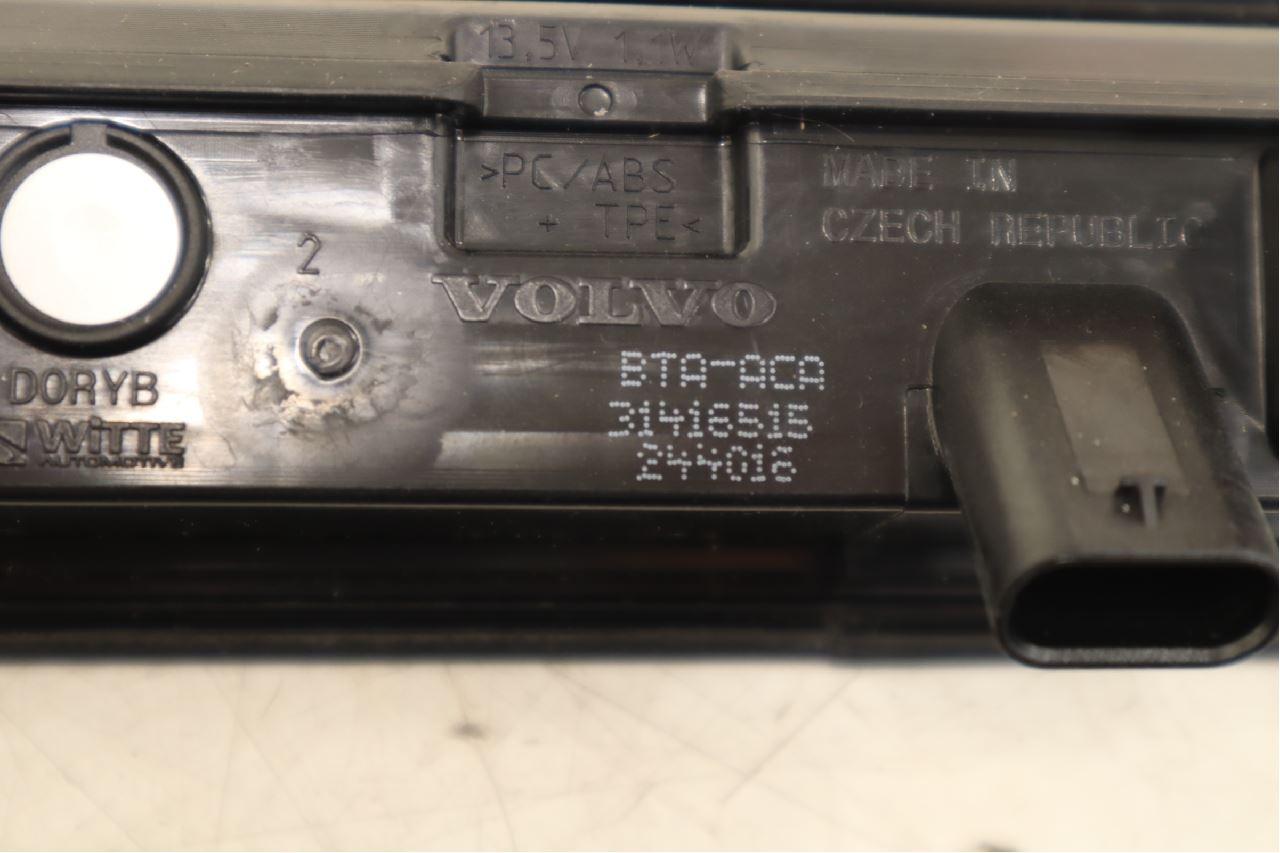 13,5V 1,1W
>PC/ABS
+ TPE<
MADE IN
CZECH REPUBLIC
2
VOLVO
DORYB
WiTTE
AUTOMOTIVE
BTA-ACA
31416515
244016